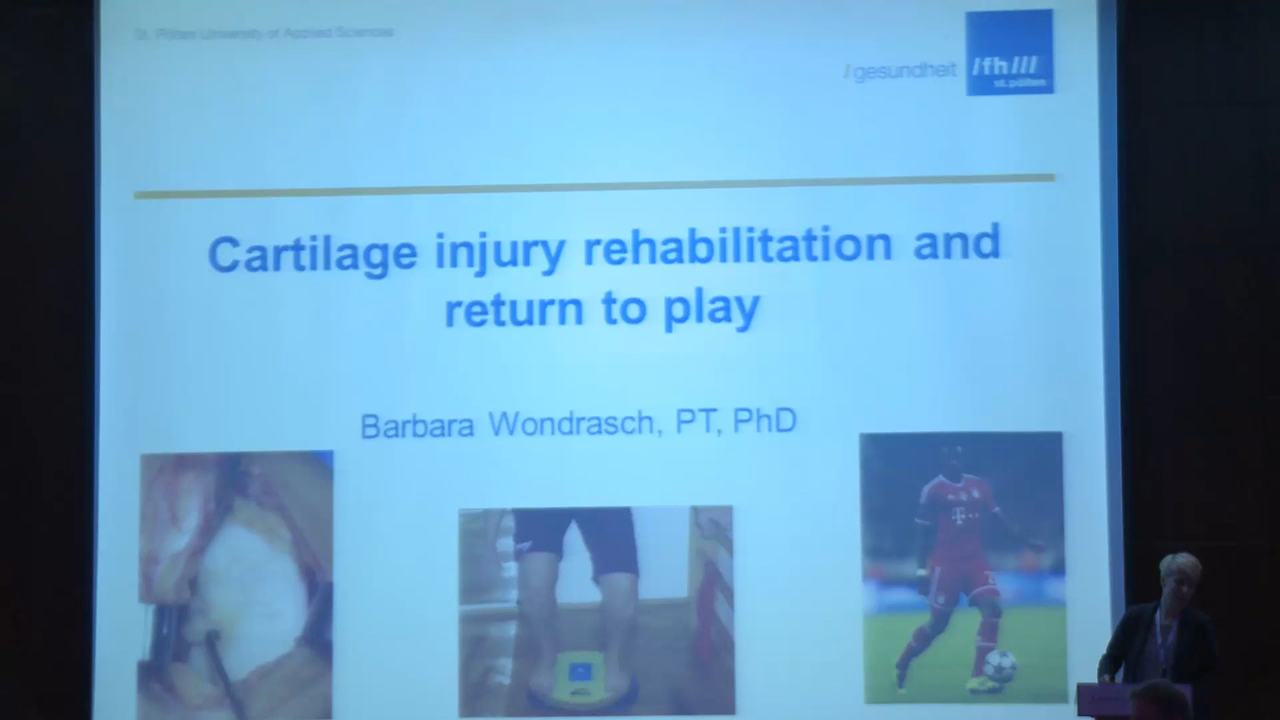 St. Pölten University of Applied Sciences
/gesundheit
/fh///
st.pölten
Cartilage injury rehabilitation and
return to play
Barbara Wondrasch, PT, PhD
T